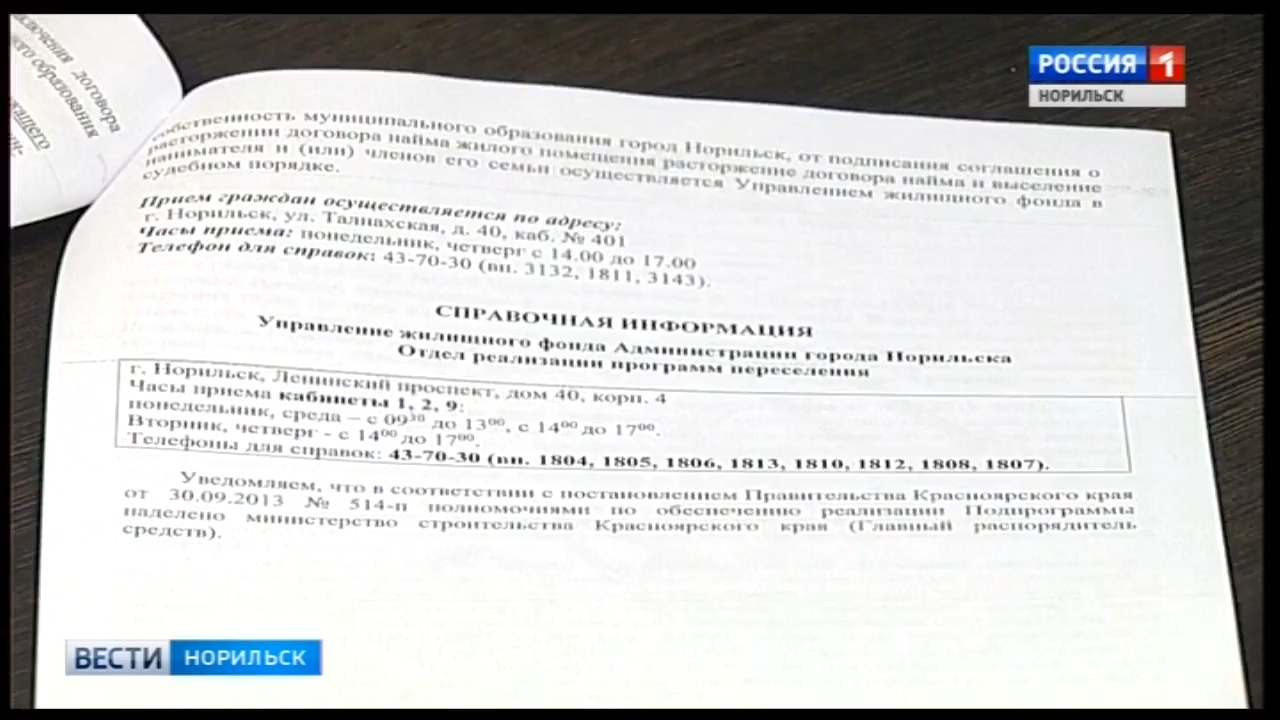 ключения договора
ого образования
жащего
РОССИЯ 1
НОРИЛЬСК
собственность муниципального образования город Норильск, от подписания соглашения о
расторжении договора найма жилого помещения расторжение договора найма и выселение
нанимателя и (или) членов его семьи осуществляется Управлением жилищного фонда в
судебном порядке.
Прием граждан осуществляется по адресу:
г. Норильск, ул. Талнахская, д. 40, каб. № 401
Часы приема: понедельник, четверг с 14.00 до 17.00
Телефон для справок: 43-70-30 (вн. 3132, 1811, 3143).
СПРАВОЧНАЯ ИНФОРМАЦИЯ
Управление жилищного фонда Администрации города Норильска
Отдел реализации программ переселения
г. Норильск, Ленинский проспект, дом 40, корп. 4
Часы приема кабинеты 1, 2, 9:
понедельник, среда – с 09³⁰ до 13⁰⁰, с 14⁰⁰ до 17⁰⁰.
Вторник, четверг - с 14⁰⁰ до 17⁰⁰.
Телефоны для справок: 43-70-30 (вн. 1804, 1805, 1806, 1813, 1810, 1812, 1808, 1807).
Уведомляем, что в соответствии с постановлением Правительства Красноярского края
от 30.09.2013 № 514-п полномочиями по обеспечению реализации Подпрограммы
наделено министерство строительства Красноярского края (Главный распорядитель
средств).
ВЕСТИ НОРИЛЬСК